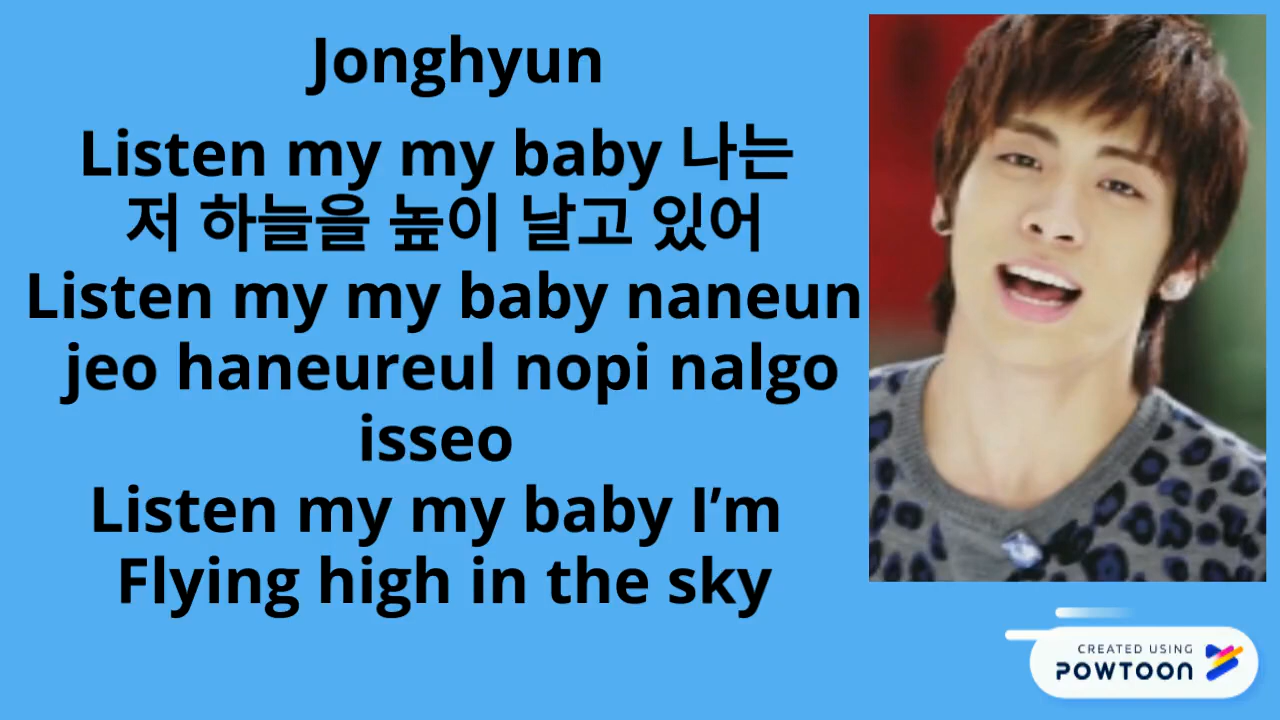 Jonghyun
Listen my my baby 나는
저 하늘을 높이 날고 있어
Listen my my baby naneun
jeo haneureul nopi nalgo
isseo
Listen my my baby I’m
Flying high in the sky
CREATED USING
POWTOON